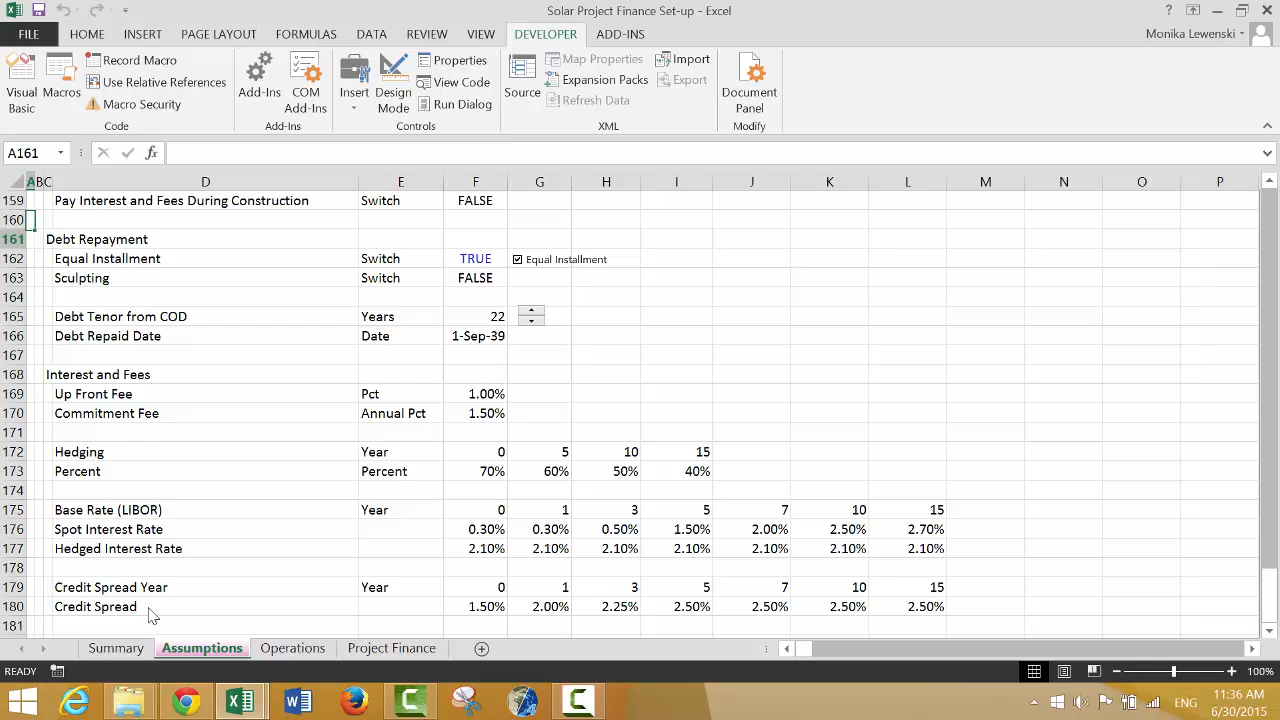 Solar Project Finance Set-up - Excel
FILE HOME INSERT PAGE LAYOUT FORMULAS DATA REVIEW VIEW DEVELOPER ADD-INS Monika Lewenski
Visual Basic
Macros
Record Macro
Use Relative References
Macro Security
Code
Add-Ins
COM Add-Ins
Add-Ins
Insert
Design Mode
Properties
View Code
Run Dialog
Controls
Source
Map Properties
Expansion Packs
Refresh Data
Import
Export
XML
Document Panel
Modify
A161
A B C D E F G H I J K L M N O P
159 Pay Interest and Fees During Construction Switch FALSE
160
161 Debt Repayment
162 Equal Installment Switch TRUE Equal Installment
163 Sculpting Switch FALSE
164
165 Debt Tenor from COD Years 22
166 Debt Repaid Date Date 1-Sep-39
167
168 Interest and Fees
169 Up Front Fee Pct 1.00%
170 Commitment Fee Annual Pct 1.50%
171
172 Hedging Year 0 5 10 15
173 Percent Percent 70% 60% 50% 40%
174
175 Base Rate (LIBOR) Year 0 1 3 5 7 10 15
176 Spot Interest Rate 0.30% 0.30% 0.50% 1.50% 2.00% 2.50% 2.70%
177 Hedged Interest Rate 2.10% 2.10% 2.10% 2.10% 2.10% 2.10% 2.10%
178
179 Credit Spread Year Year 0 1 3 5 7 10 15
180 Credit Spread 1.50% 2.00% 2.25% 2.50% 2.50% 2.50% 2.50%
181
Summary Assumptions Operations Project Finance
READY 100%
ENG 11:36 AM
6/30/2015